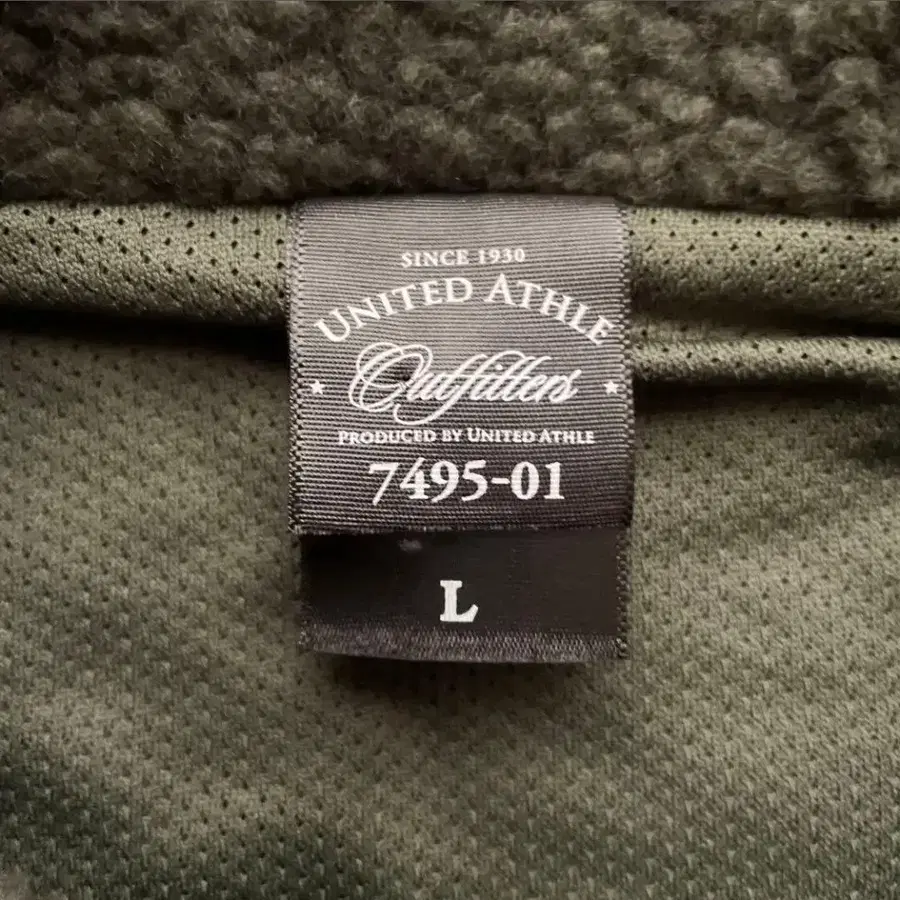 SINCE 1930
UNITED ATHLE
Outfitters
PRODUCED BY UNITED ATHLE
7495-01
L